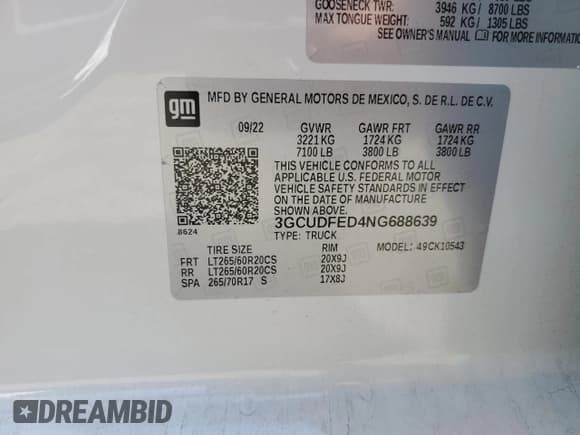 GOOSENECK TWR: 3946 KG/ 8700 LBS
MAX TONGUE WEIGHT: 592 KG/ 1305 LBS
SEE OWNER'S MANUAL FOR MORE INFORMATION
gm
MFD BY GENERAL MOTORS DE MEXICO, S. DE R.L. DE C.V.
09/22 GVWR GAWR FRT GAWR RR
3221 KG 1724 KG 1724 KG
7100 LB 3800 LB 3800 LB
THIS VEHICLE CONFORMS TO ALL
APPLICABLE U.S. FEDERAL MOTOR
VEHICLE SAFETY STANDARDS IN EFFECT
ON THE DATE OF MANUFACTURE
SHOWN ABOVE.
8624
3GCUDFED4NG688639
TYPE: TRUCK MODEL: 49CK10543
TIRE SIZE RIM
FRT LT265/60R20CS 20X9J
RR LT265/60R20CS 20X9J
SPA 265/70R17 S 17X8J
DREAMBID